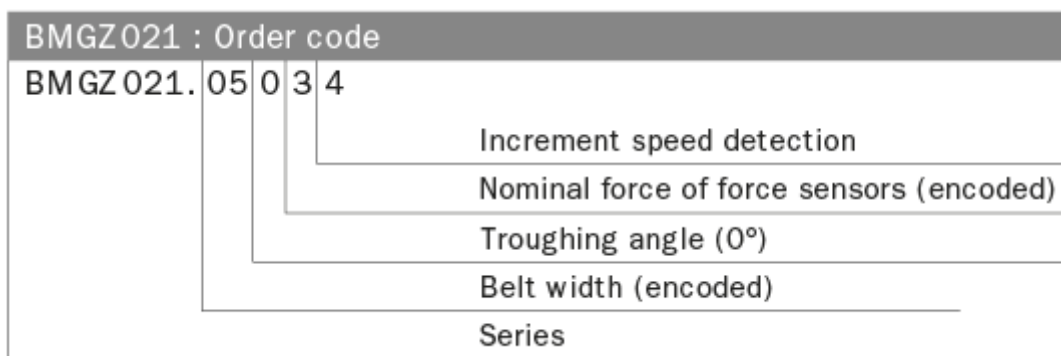 BMGZ021 : Order code
BMGZ021. 05 0 3 4
Increment speed detection
Nominal force of force sensors (encoded)
Troughing angle (0°)
Belt width (encoded)
Series